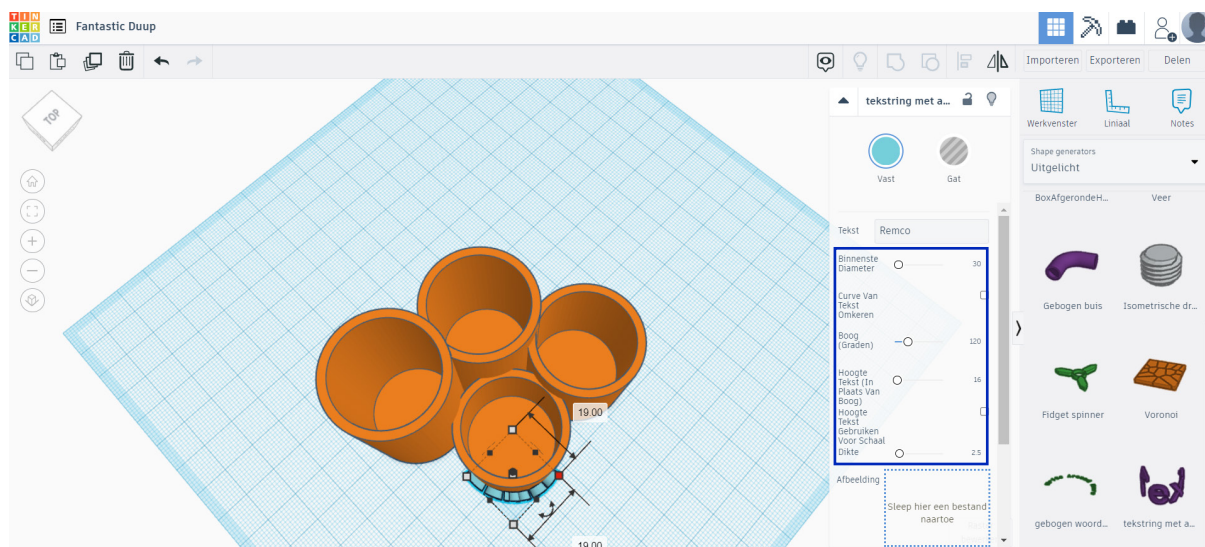 TIN
KER
CAD
Fantastic Duup
Importeren Exporteren Delen
TOP
tekstring met a...
Werkvenster Liniaal Notes
Shape generators
Uitgelicht
Vast Gat
BoxAfgerondeH... Veer
Tekst Remco
Binnenste
Diameter 30
Curve Van
Tekst
Omkeren
Boog
(Graden) 120
Hoogte
Tekst (In
Plaats Van
Boog) 16
Hoogte
Tekst
Gebruiken
Voor Schaal
Dikte 2.5
Gebogen buis Isometrische dr...
Fidget spinner Voronoi
19.00
19.00
Afbeelding
Sleep hier een bestand
naartoe
gebogen woord... tekstring met a...